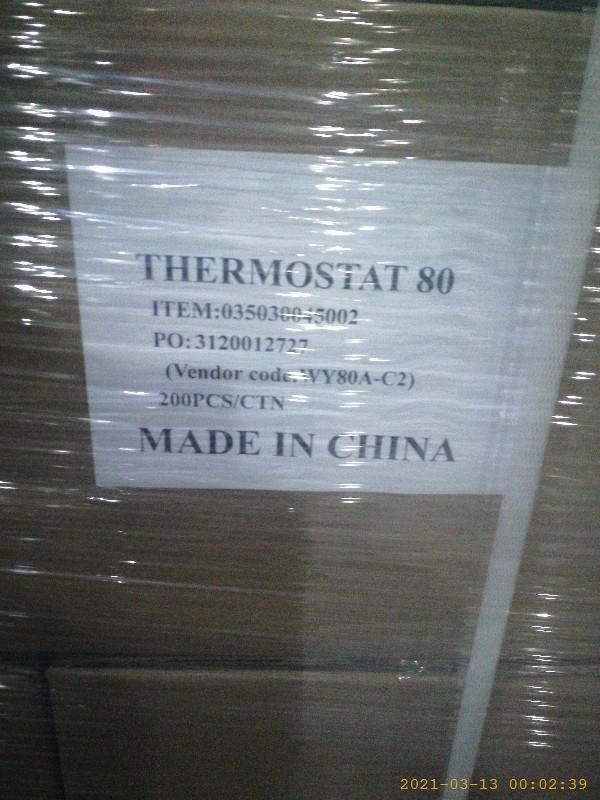 THERMOSTAT 80
ITEM:035030045002
PO: 3120012727
(Vendor code:WY80A-C2)
200PCS/CTN
MADE IN CHINA
2021-03-13 00:02:39